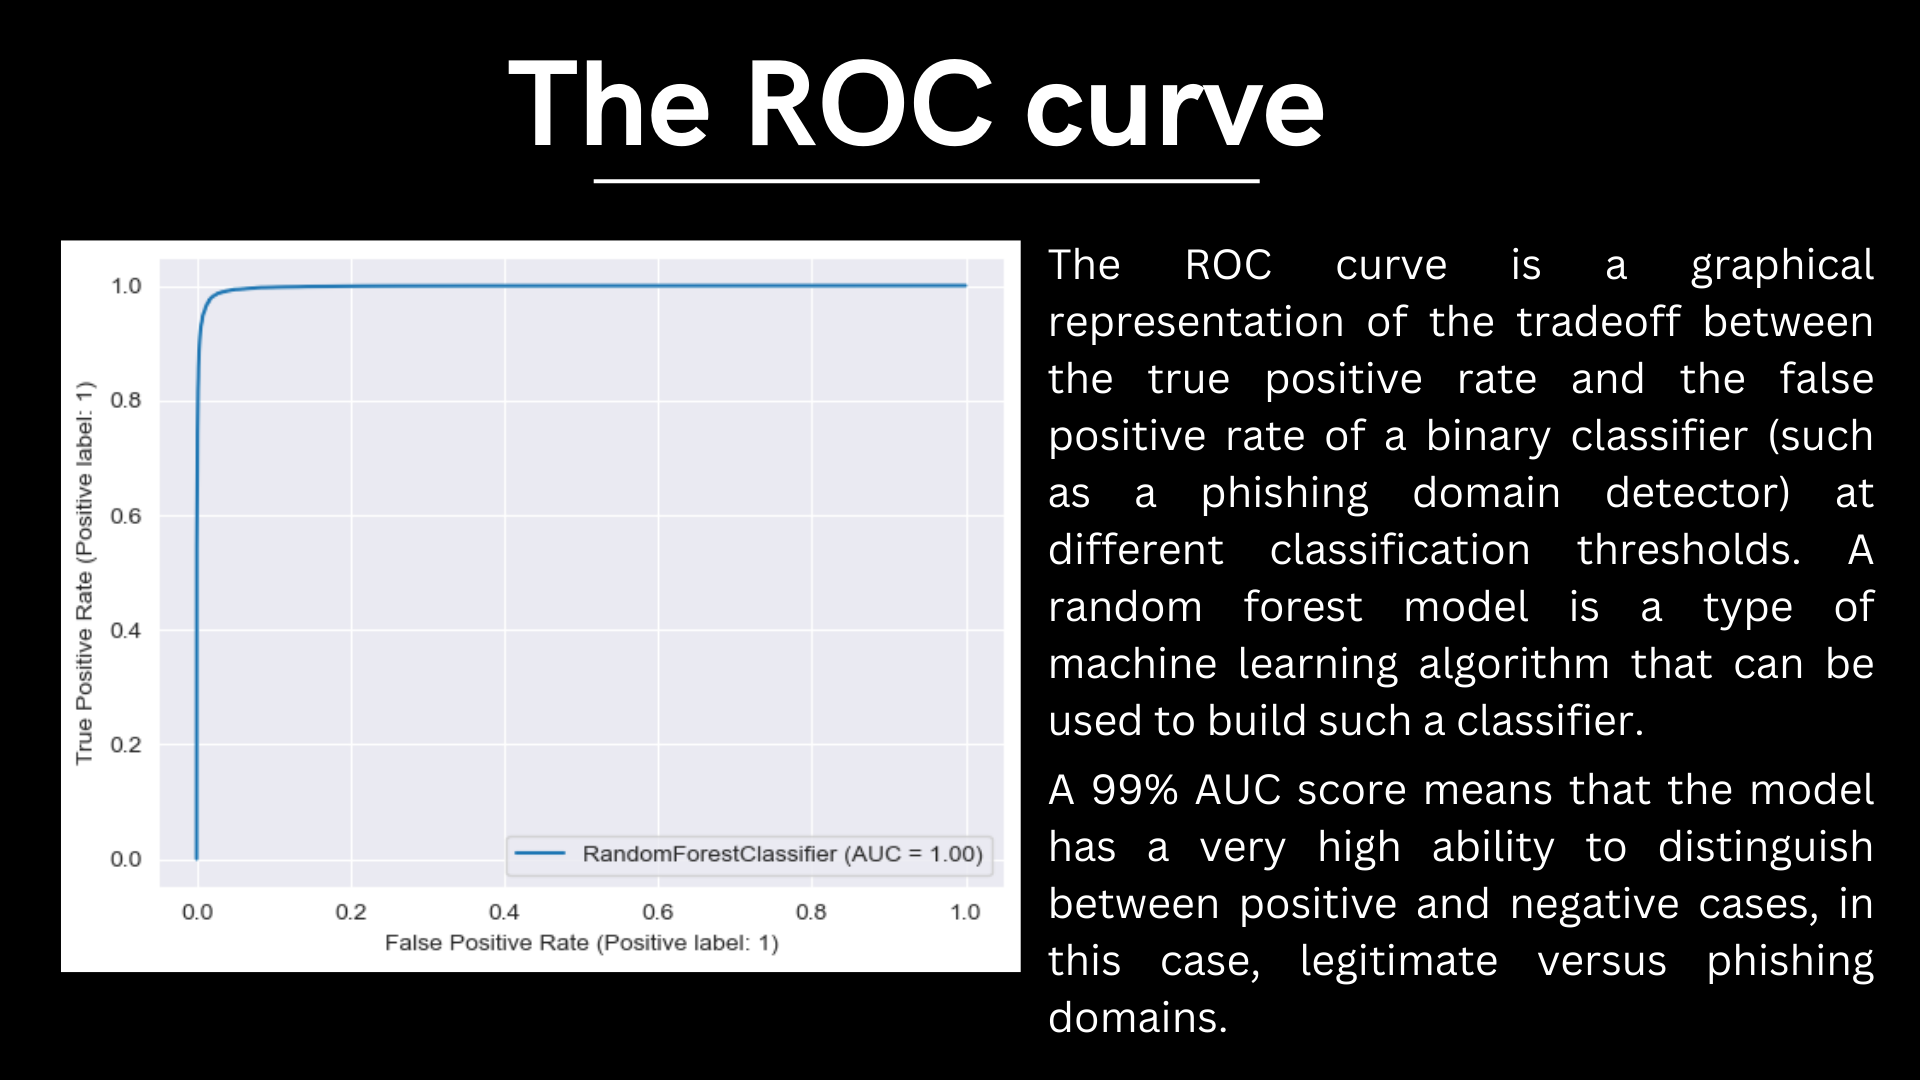 The ROC curve
1.0
0.8
0.6
0.4
0.2
0.0
True Positive Rate (Positive label: 1)
RandomForestClassifier (AUC = 1.00)
0.0 0.2 0.4 0.6 0.8 1.0
False Positive Rate (Positive label: 1)
The ROC curve is a graphical
representation of the tradeoff between
the true positive rate and the false
positive rate of a binary classifier (such
as a phishing domain detector) at
different classification thresholds. A
random forest model is a type of
machine learning algorithm that can be
used to build such a classifier.
A 99% AUC score means that the model
has a very high ability to distinguish
between positive and negative cases, in
this case, legitimate versus phishing
domains.